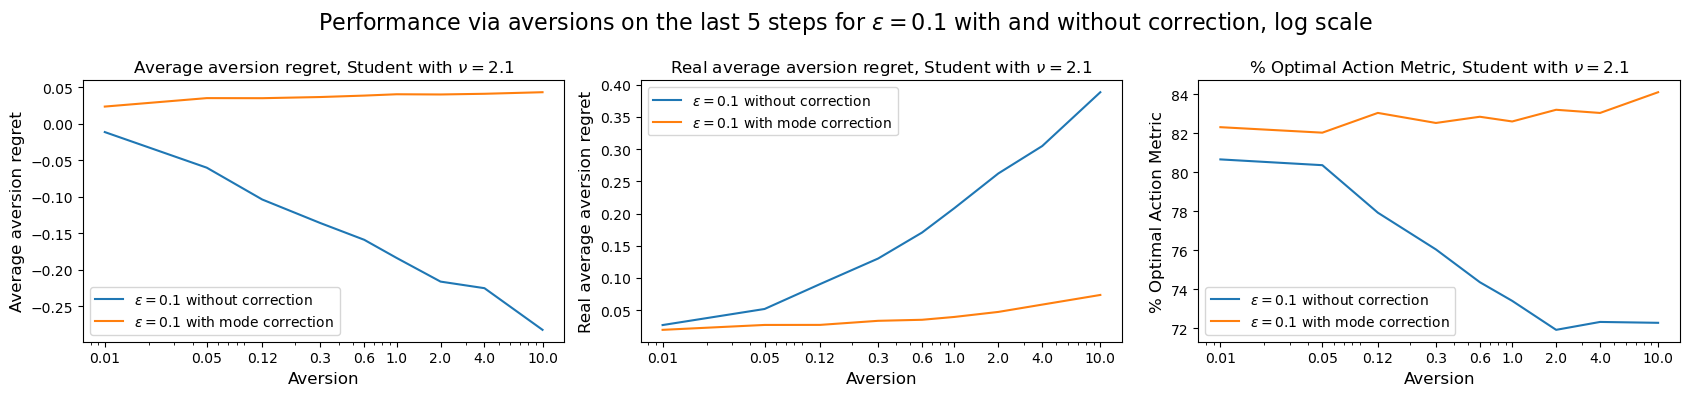 Performance via aversions on the last 5 steps for ε = 0.1 with and without correction, log scale
Average aversion regret, Student with ν = 2.1
Average aversion regret
0.05
0.00
−0.05
−0.10
−0.15
−0.20
−0.25
ε = 0.1 without correction
ε = 0.1 with mode correction
0.01 0.05 0.12 0.3 0.6 1.0 2.0 4.0 10.0
Aversion
Real average aversion regret, Student with ν = 2.1
Real average aversion regret
0.40
0.35
0.30
0.25
0.20
0.15
0.10
0.05
ε = 0.1 without correction
ε = 0.1 with mode correction
0.01 0.05 0.12 0.3 0.6 1.0 2.0 4.0 10.0
Aversion
% Optimal Action Metric, Student with ν = 2.1
% Optimal Action Metric
84
82
80
78
76
74
72
ε = 0.1 without correction
ε = 0.1 with mode correction
0.01 0.05 0.12 0.3 0.6 1.0 2.0 4.0 10.0
Aversion